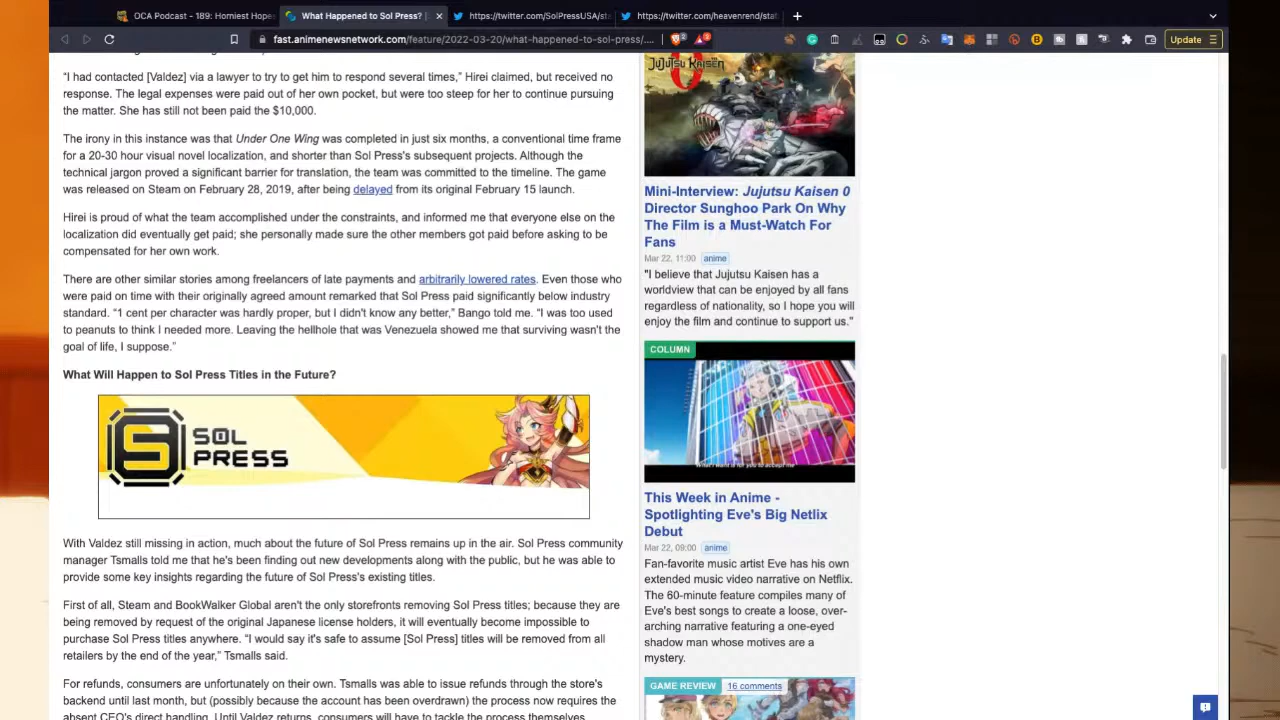 OCA Podcast - 189: Horniest Hope
What Happened to Sol Press? [
https://twitter.com/SolPressUSA/sta
https://twitter.com/heavenrend/stat
fast.animenewsnetwork.com/feature/2022-03-20/what-happened-to-sol-press/....
Update
"I had contacted [Valdez] via a lawyer to try to get him to respond several times," Hirei claimed, but received no
response. The legal expenses were paid out of her own pocket, but were too steep for her to continue pursuing
the matter. She has still not been paid the $10,000.
The irony in this instance was that Under One Wing was completed in just six months, a conventional time frame
for a 20-30 hour visual novel localization, and shorter than Sol Press's subsequent projects. Although the
technical jargon proved a significant barrier for translation, the team was committed to the timeline. The game
was released on Steam on February 28, 2019, after being delayed from its original February 15 launch.
Hirei is proud of what the team accomplished under the constraints, and informed me that everyone else on the
localization did eventually get paid; she personally made sure the other members got paid before asking to be
compensated for her own work.
There are other similar stories among freelancers of late payments and arbitrarily lowered rates. Even those who
were paid on time with their originally agreed amount remarked that Sol Press paid significantly below industry
standard. "1 cent per character was hardly proper, but I didn't know any better," Bango told me. "I was too used
to peanuts to think I needed more. Leaving the hellhole that was Venezuela showed me that surviving wasn't the
goal of life, I suppose."
What Will Happen to Sol Press Titles in the Future?
S SOL
PRESS
With Valdez still missing in action, much about the future of Sol Press remains up in the air. Sol Press community
manager Tsmalls told me that he's been finding out new developments along with the public, but he was able to
provide some key insights regarding the future of Sol Press's existing titles.
First of all, Steam and BookWalker Global aren't the only storefronts removing Sol Press titles; because they are
being removed by request of the original Japanese license holders, it will eventually become impossible to
purchase Sol Press titles anywhere. "I would say it's safe to assume [Sol Press] titles will be removed from all
retailers by the end of the year," Tsmalls said.
For refunds, consumers are unfortunately on their own. Tsmalls was able to issue refunds through the store's
backend until last month, but (possibly because the account has been overdrawn) the process now requires the
absent CEO's direct handling. Until Valdez returns, consumers will have to tackle the process themselves
JUJUTSU KAISEN
0
Mini-Interview: Jujutsu Kaisen 0
Director Sunghoo Park On Why
The Film is a Must-Watch For
Fans
Mar 22, 11:00 anime
"I believe that Jujutsu Kaisen has a
worldview that can be enjoyed by all fans
regardless of nationality, so I hope you will
enjoy the film and continue to support us."
COLUMN
What I want is for you to accept me
This Week in Anime -
Spotlighting Eve's Big Netlix
Debut
Mar 22, 09:00 anime
Fan-favorite music artist Eve has his own
extended music video narrative on Netflix.
The 60-minute feature compiles many of
Eve's best songs to create a loose, over-
arching narrative featuring a one-eyed
shadow man whose motives are a
mystery.
GAME REVIEW 16 comments